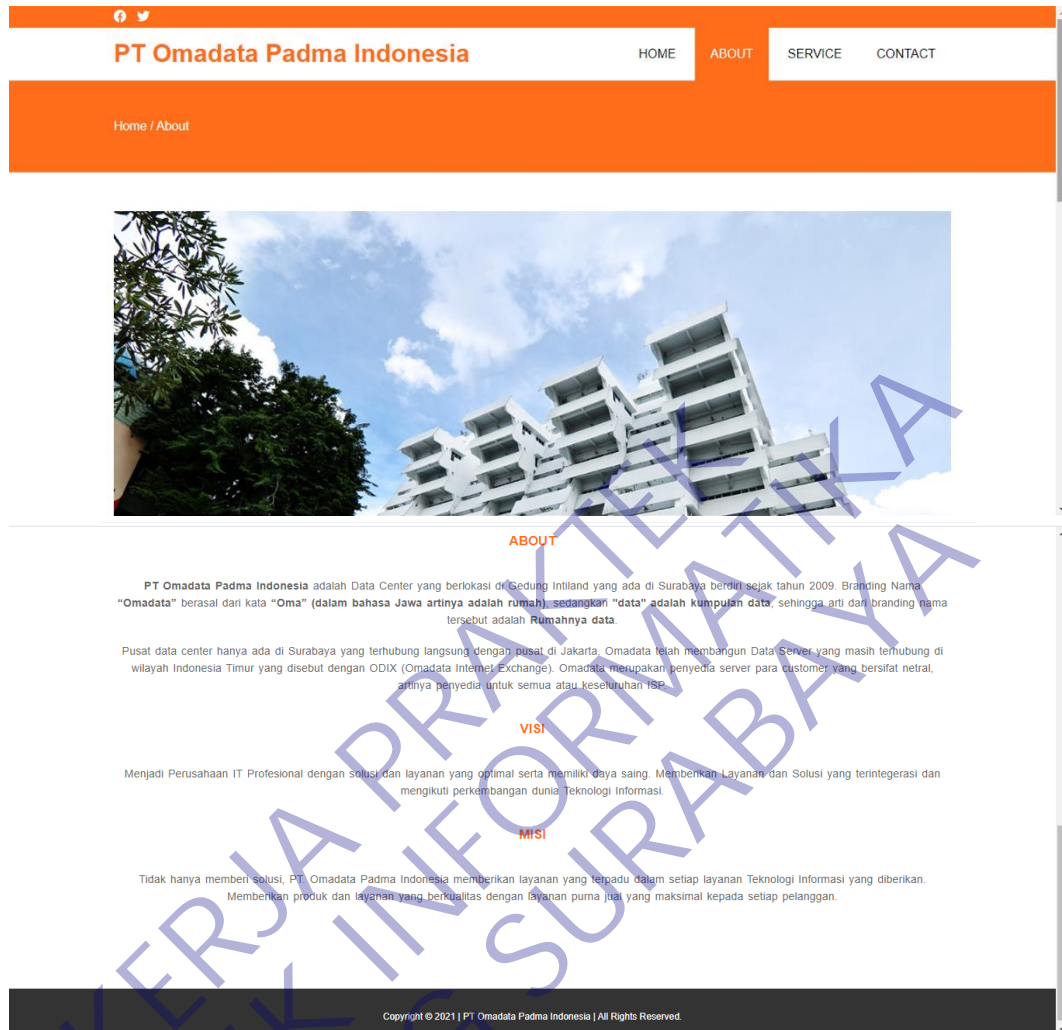 PT Omadata Padma Indonesia
HOME
ABOUT
SERVICE
CONTACT
Home / About
ABOUT
PT Omadata Padma Indonesia adalah Data Center yang berlokasi di Gedung Intiland yang ada di Surabaya berdiri sejak tahun 2009. Branding Nama
“Omadata” berasal dari kata “Oma” (dalam bahasa Jawa artinya adalah rumah), sedangkan "data" adalah kumpulan data, sehingga arti dari branding nama
tersebut adalah Rumahnya data.
Pusat data center hanya ada di Surabaya yang terhubung langsung dengan pusat di Jakarta. Omadata telah membangun Data Server yang masih terhubung di
wilayah Indonesia Timur yang disebut dengan ODIX (Omadata Internet Exchange). Omadata merupakan penyedia server para customer yang bersifat netral,
artinya penyedia untuk semua atau keseluruhan ISP.
VISI
Menjadi Perusahaan IT Profesional dengan solusi dan layanan yang optimal serta memiliki daya saing. Memberikan Layanan dan Solusi yang terintegerasi dan
mengikuti perkembangan dunia Teknologi Informasi.
MISI
Tidak hanya memberi solusi, PT. Omadata Padma Indonesia memberikan layanan yang terpadu dalam setiap layanan Teknologi Informasi yang diberikan.
Memberikan produk dan layanan yang berkualitas dengan layanan purna jual yang maksimal kepada setiap pelanggan.
Copyright © 2021 | PT Omadata Padma Indonesia | All Rights Reserved.
KERJA PRAKTEK
INFORMATIKA
SURABAYA